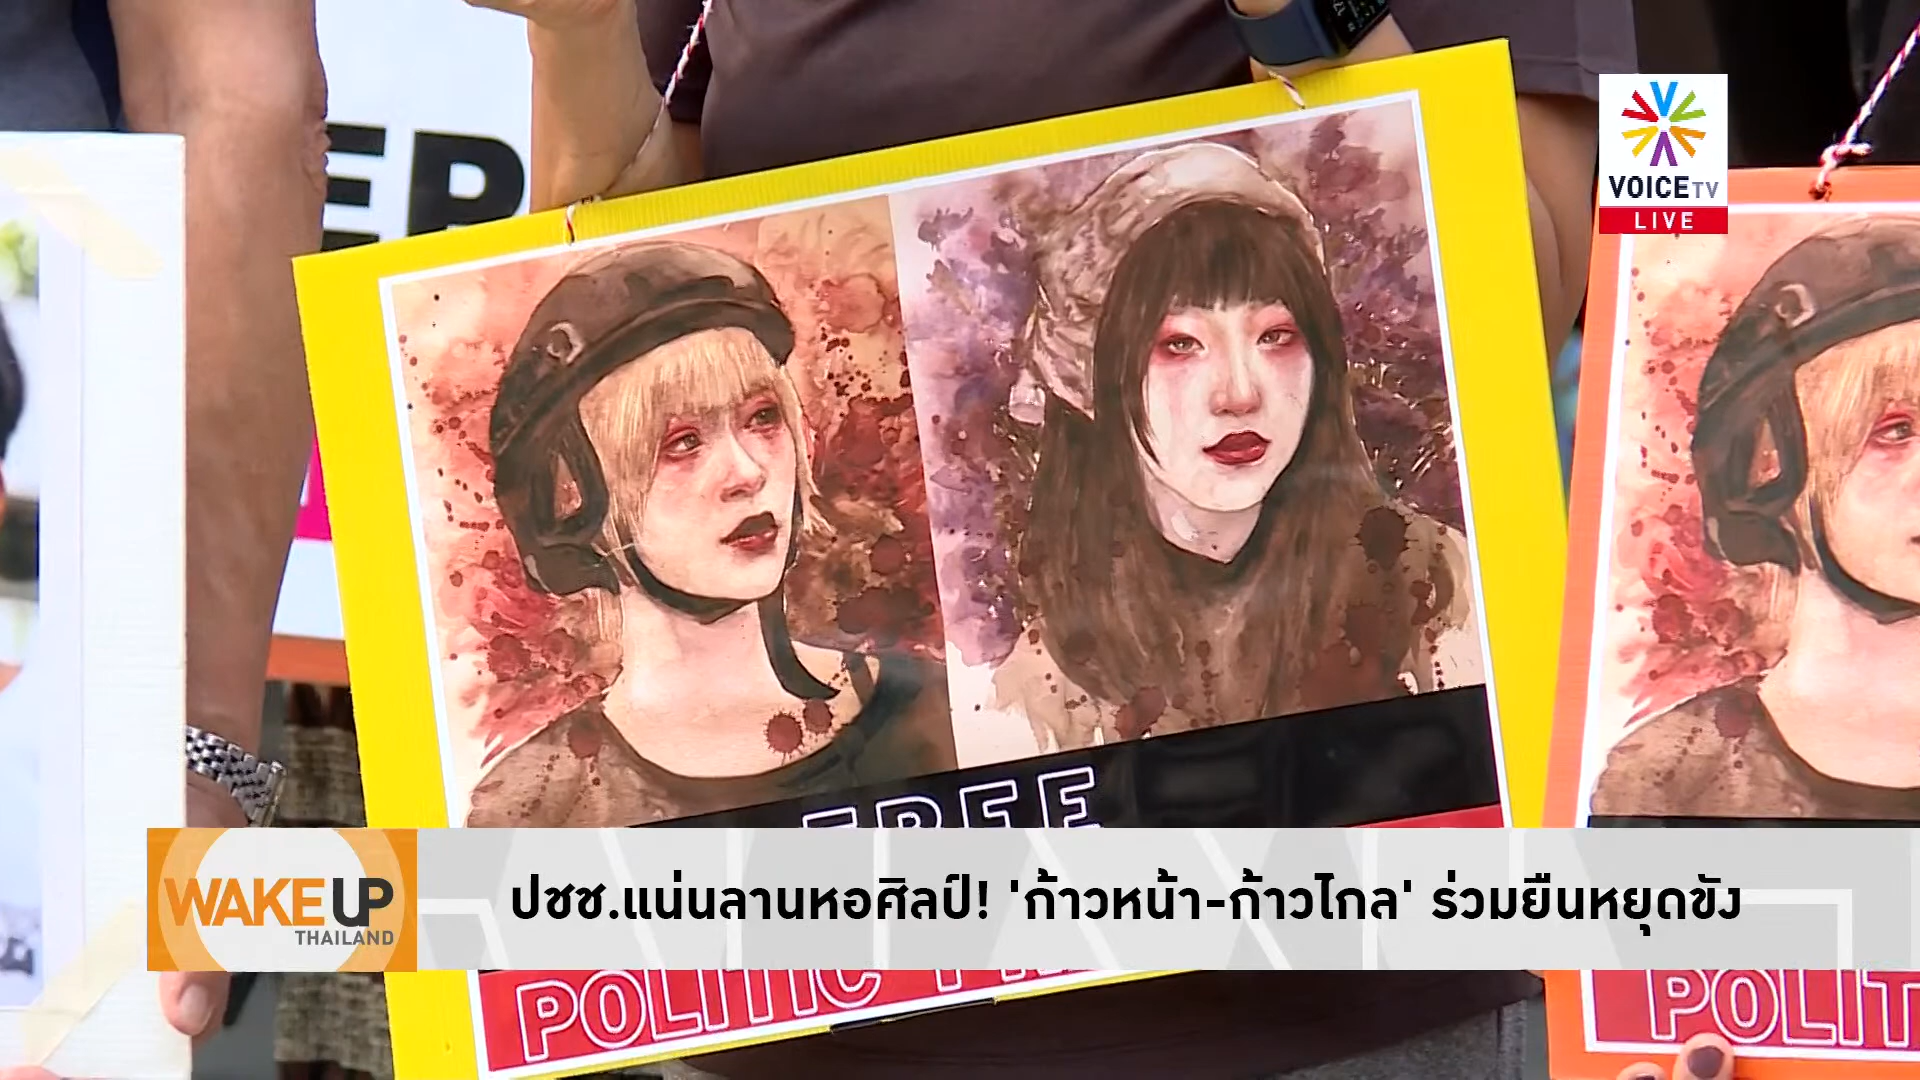 VOICE TV
LIVE
FREE
WAKE UP
THAILAND
ปชช.แน่นลานหอศิลป์! 'ก้าวหน้า-ก้าวไกล' ร่วมยืนหยุดขัง
POLITIC
POLIT